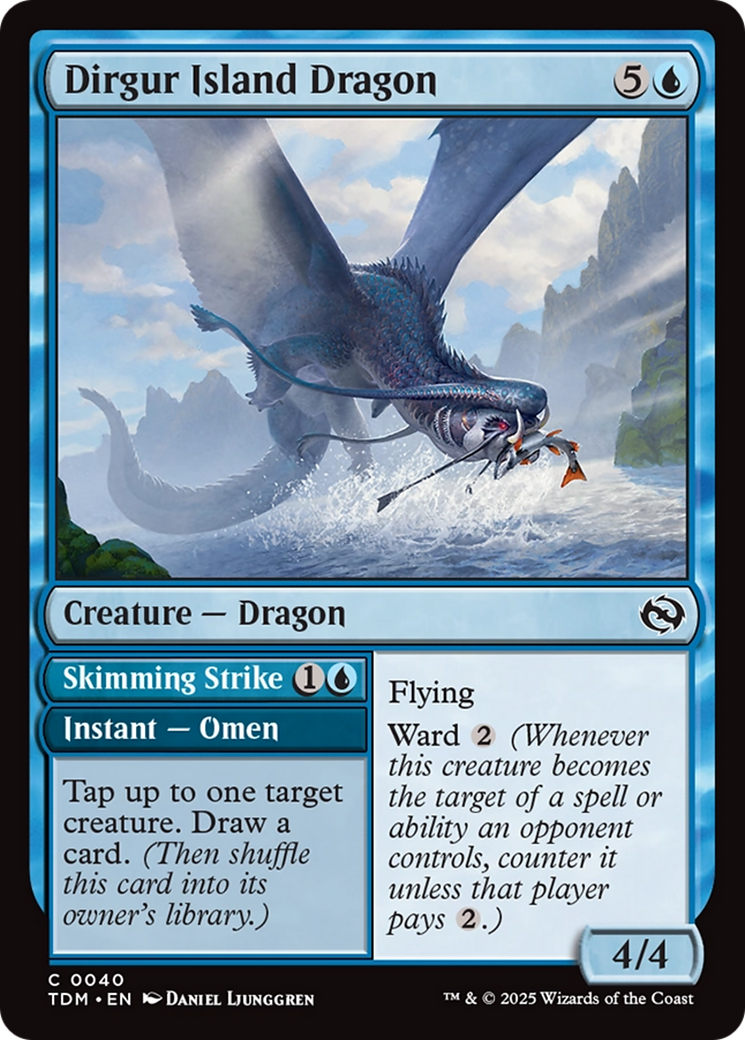 Dirgur Island Dragon 5
Creature — Dragon
Skimming Strike 1
Instant — Omen
Tap up to one target
creature. Draw a
card. (Then shuffle
this card into its
owner's library.)
Flying
Ward 2 (Whenever
this creature becomes
the target of a spell or
ability an opponent
controls, counter it
unless that player
pays 2.)
4/4
C 0040
TDM • EN Daniel Ljunggren
™ & © 2025 Wizards of the Coast